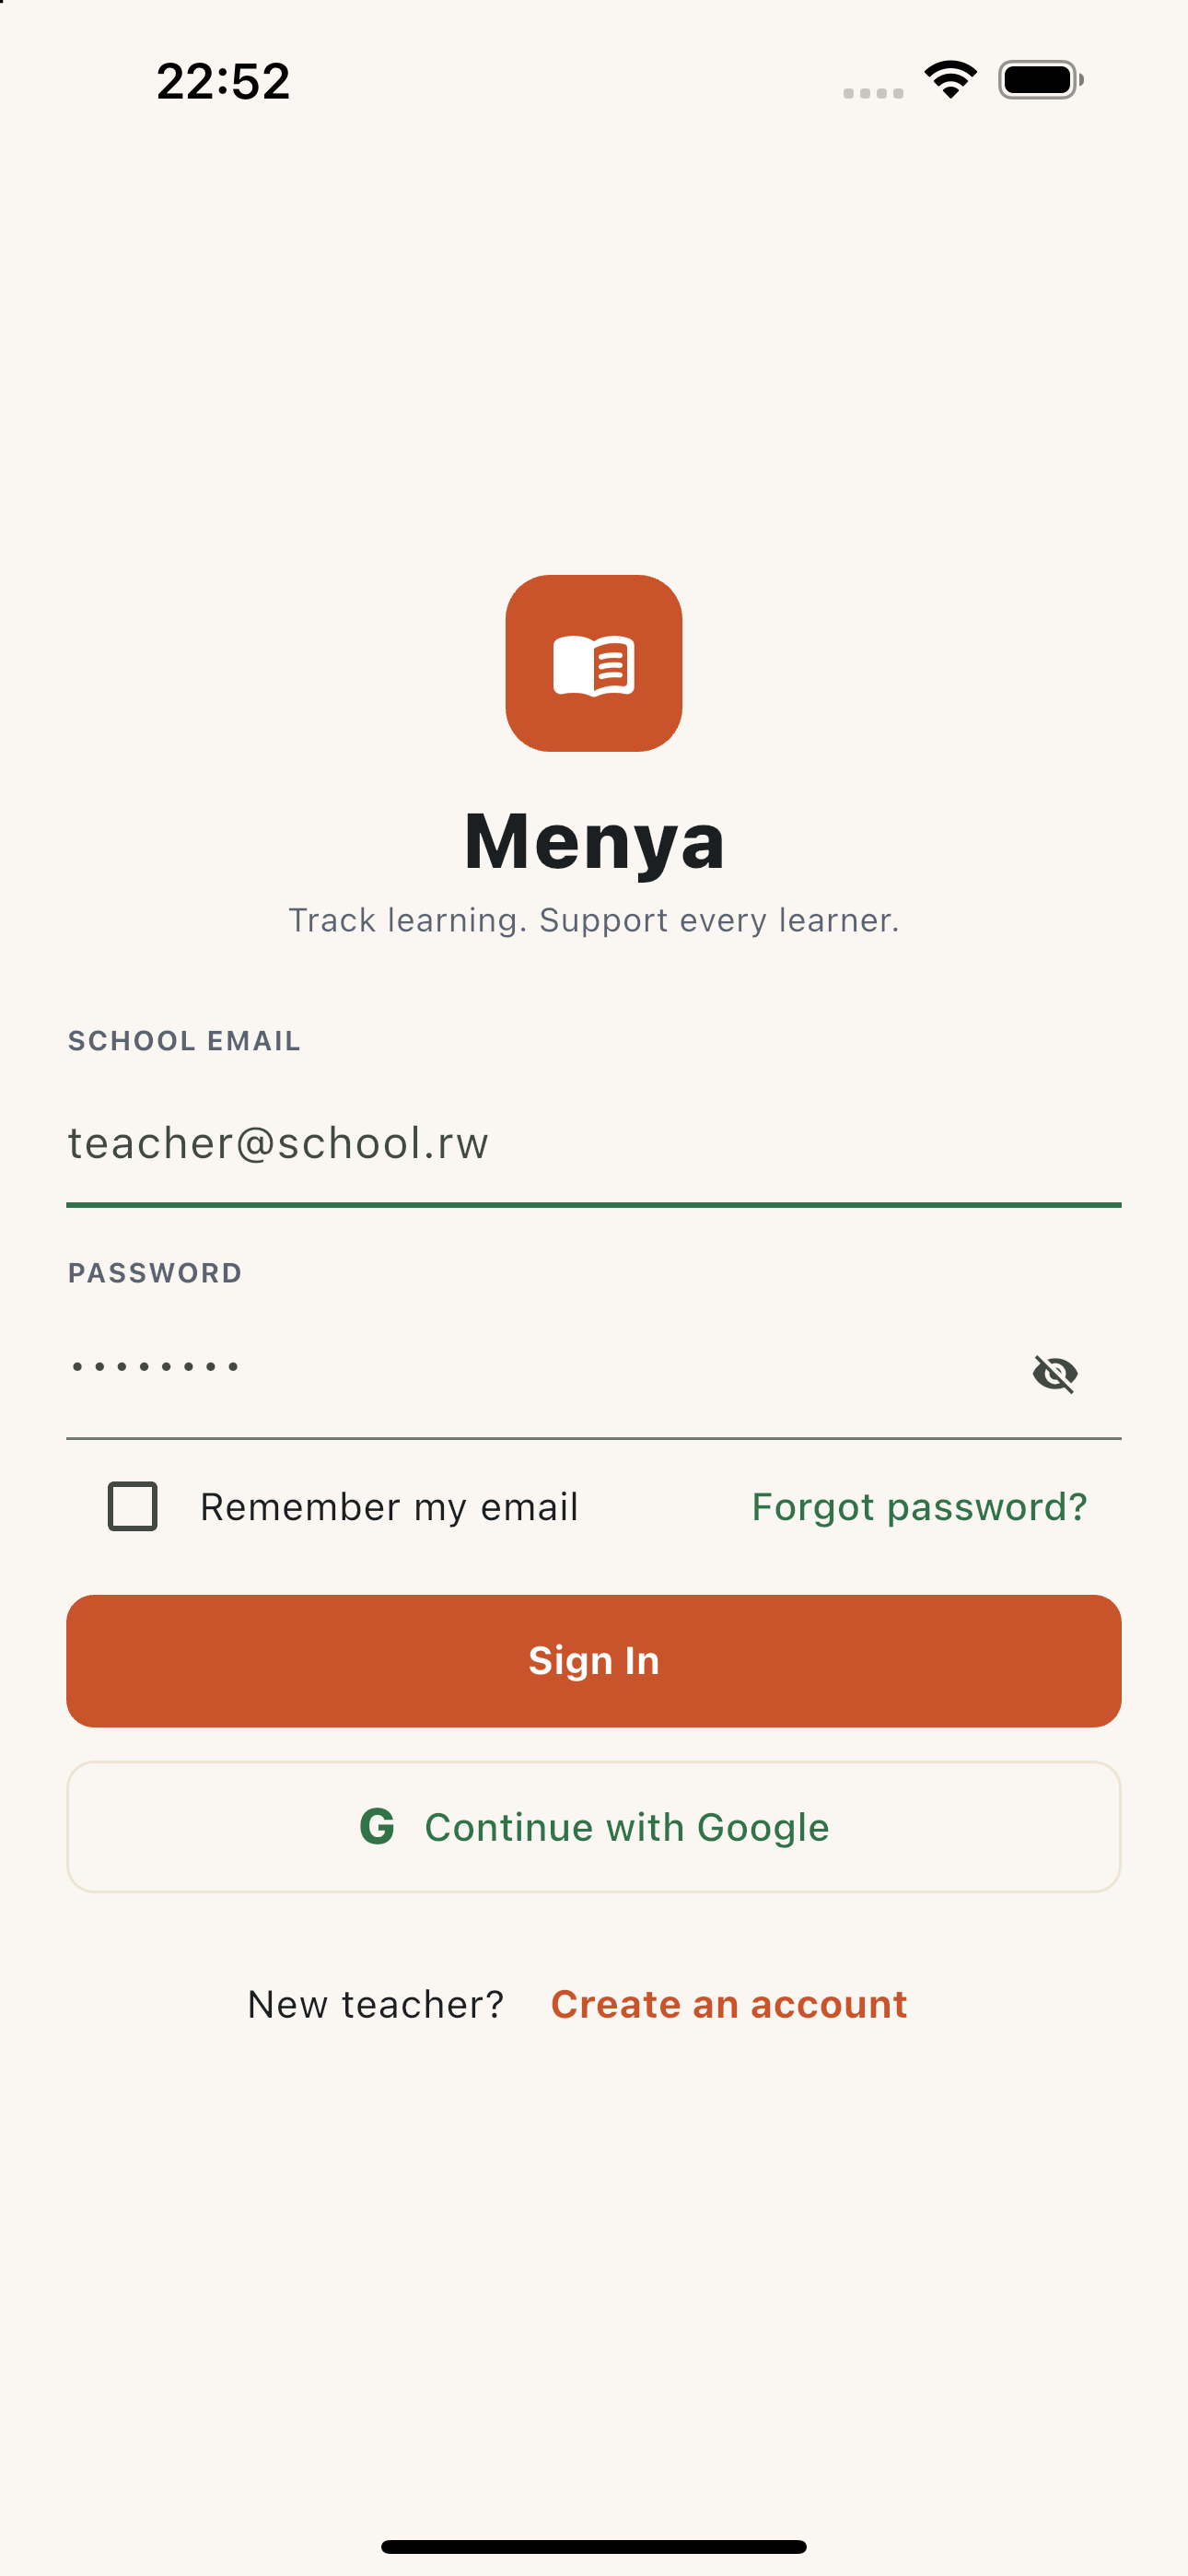 22:52
Menya
Track learning. Support every learner.
SCHOOL EMAIL
teacher@school.rw
PASSWORD
••••••••
Remember my email
Forgot password?
Sign In
G Continue with Google
New teacher? Create an account